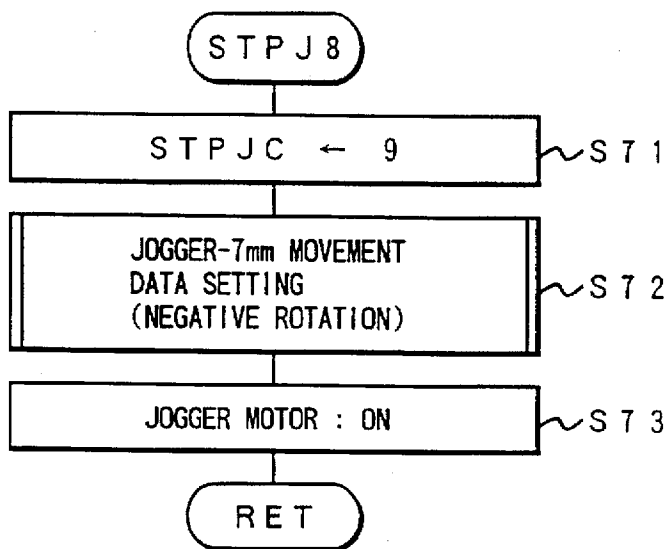 STPJ8
STPJC ← 9
S71
JOGGER-7mm MOVEMENT
DATA SETTING
(NEGATIVE ROTATION)
S72
JOGGER MOTOR : ON
S73
RET